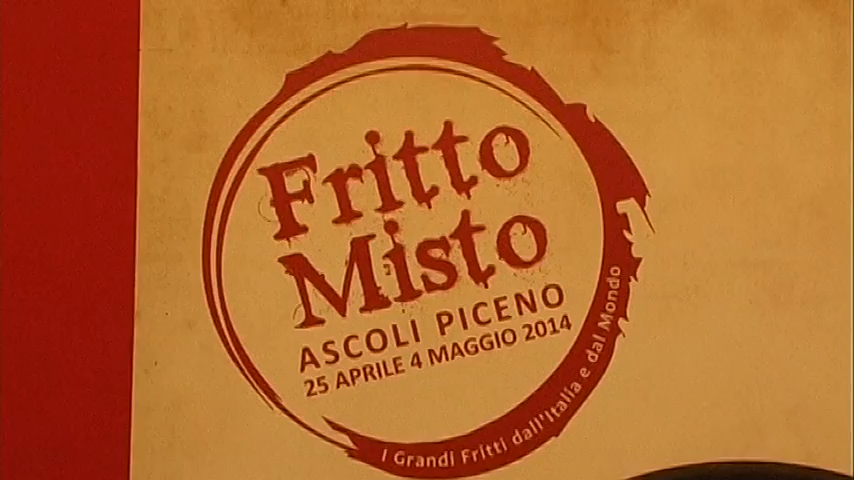 Fritto
Misto
ASCOLI PICENO
25 APRILE 4 MAGGIO 2014
I Grandi Fritti dall'Italia e dal Mondo